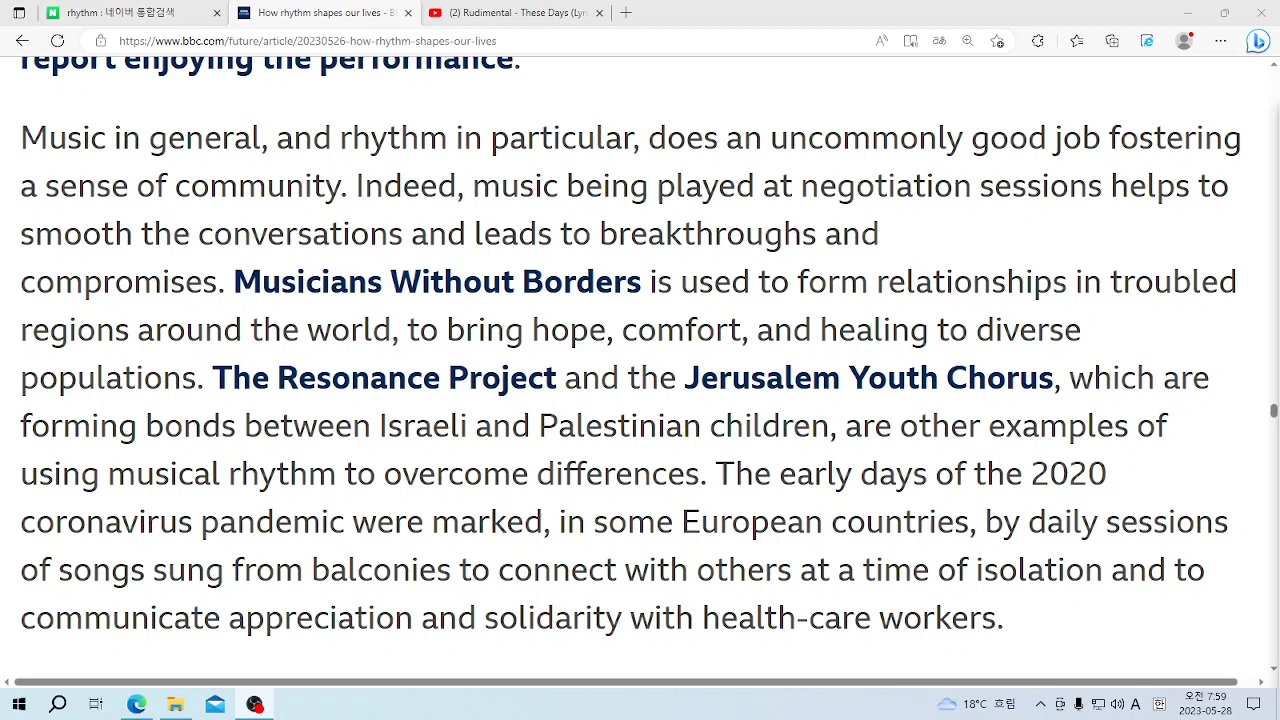 rhythm : 네이버 통합검색
How rhythm shapes our lives - B
(2) Rudimental - These Days (Lyri
https://www.bbc.com/future/article/20230526-how-rhythm-shapes-our-lives
report enjoying the performance.
Music in general, and rhythm in particular, does an uncommonly good job fostering
a sense of community. Indeed, music being played at negotiation sessions helps to
smooth the conversations and leads to breakthroughs and
compromises. Musicians Without Borders is used to form relationships in troubled
regions around the world, to bring hope, comfort, and healing to diverse
populations. The Resonance Project and the Jerusalem Youth Chorus, which are
forming bonds between Israeli and Palestinian children, are other examples of
using musical rhythm to overcome differences. The early days of the 2020
coronavirus pandemic were marked, in some European countries, by daily sessions
of songs sung from balconies to connect with others at a time of isolation and to
communicate appreciation and solidarity with health-care workers.
18°C 흐림
A
오전 7:59
2023-05-28